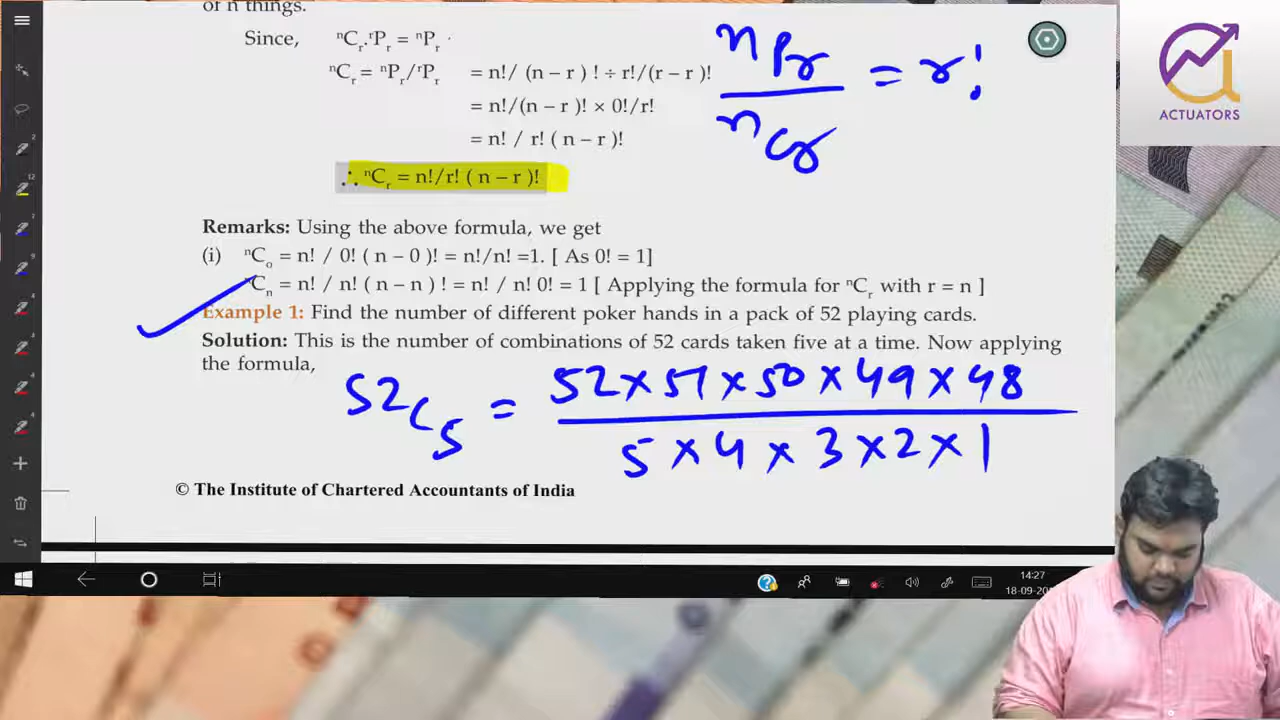 of n things.
Since, ⁿCᵣ.ʳPᵣ = ⁿPᵣ
ⁿCᵣ = ⁿPᵣ/ʳPᵣ = n!/ (n – r ) ! ÷ r!/(r – r)!
= n!/(n – r )! × 0!/r!
= n! / r! ( n – r )!
∴ ⁿCᵣ = n!/r! ( n – r )!
nPr / nCr = r!
ACTUATORS
Remarks: Using the above formula, we get
(i) ⁿCₒ = n! / 0! ( n – 0 )! = n!/n! =1. [ As 0! = 1]
ⁿCₙ = n! / n! ( n – n ) ! = n! / n! 0! = 1 [ Applying the formula for ⁿCᵣ with r = n ]
Example 1: Find the number of different poker hands in a pack of 52 playing cards.
Solution: This is the number of combinations of 52 cards taken five at a time. Now applying
the formula,
52C5 = 52×51×50×49×48
5×4×3×2×1
© The Institute of Chartered Accountants of India
14:27
18-09-20